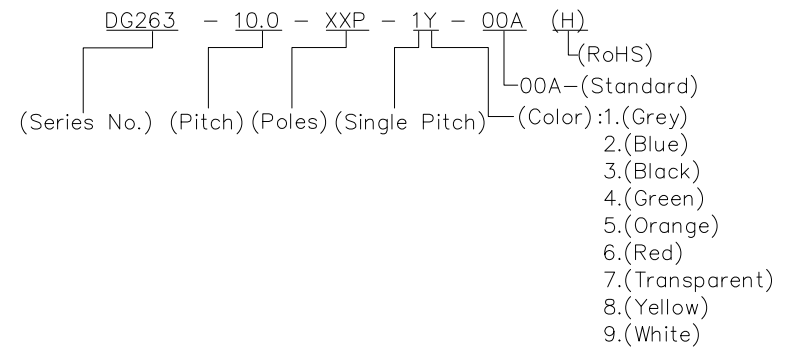 DG263 - 10.0 - XXP - 1Y - 00A (H)
(RoHS)
00A-(Standard)
(Series No.) (Pitch) (Poles) (Single Pitch) (Color):1.(Grey)
2.(Blue)
3.(Black)
4.(Green)
5.(Orange)
6.(Red)
7.(Transparent)
8.(Yellow)
9.(White)